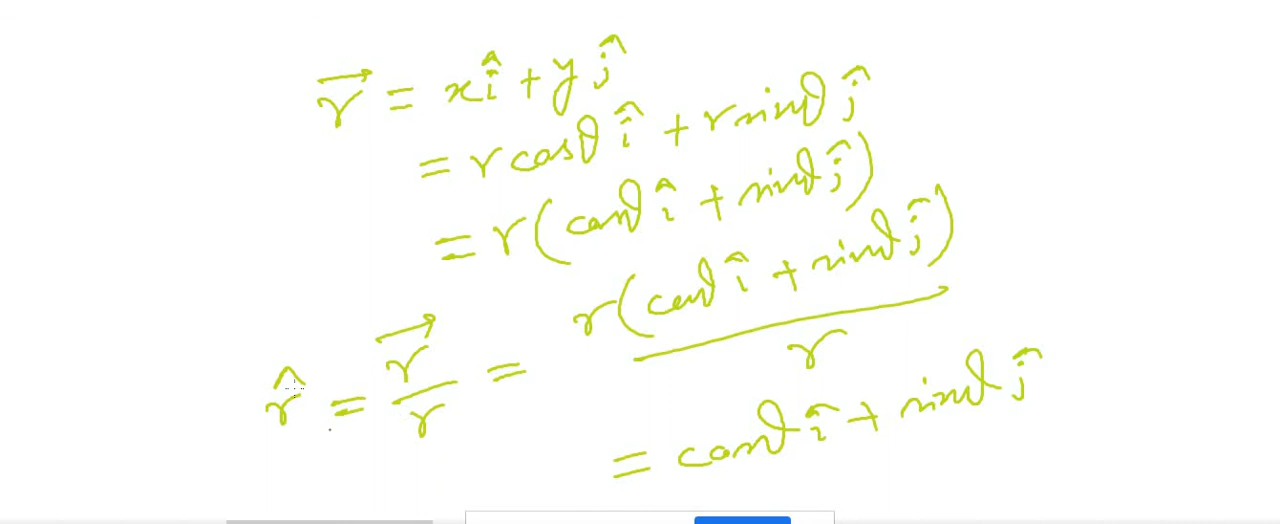 r⃗ = xî + yĵ
= r cosθ î + r sinθ ĵ
= r(cosθ î + sinθ ĵ)
r̂ = r⃗/r = r(cosθ î + sinθ ĵ)/r
= cosθ î + sinθ ĵ